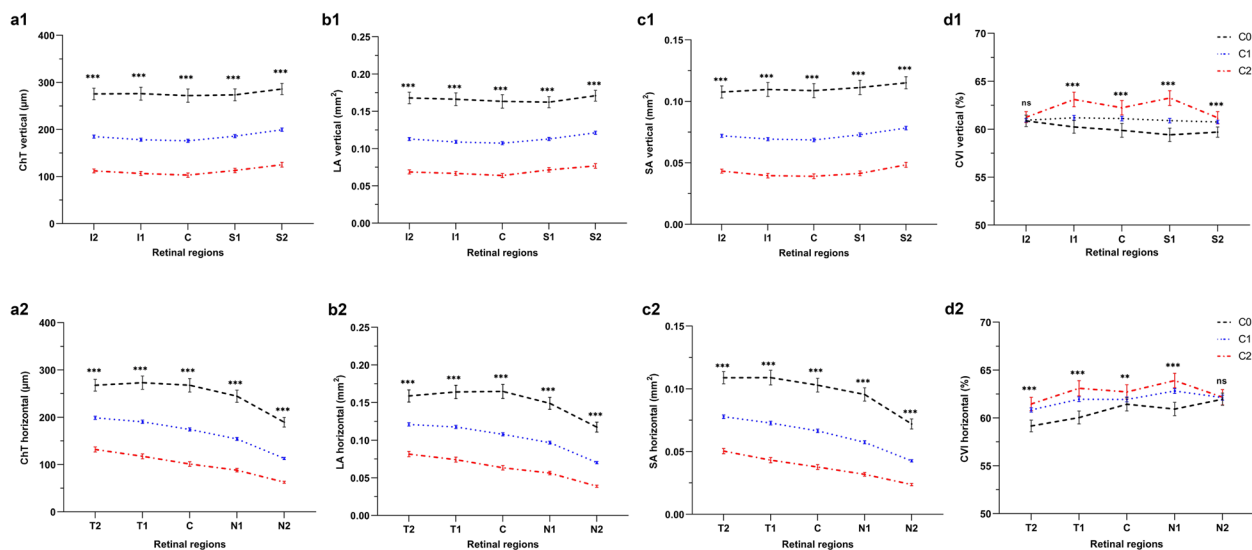 a1
ChT vertical (µm)
400
300
200
100
0
*** *** *** *** ***
I2 I1 C S1 S2
Retinal regions
b1
LA vertical (mm²)
0.25
0.20
0.15
0.10
0.05
0.00
*** *** *** *** ***
I2 I1 C S1 S2
Retinal regions
c1
SA vertical (mm²)
0.15
0.10
0.05
0.00
*** *** *** *** ***
I2 I1 C S1 S2
Retinal regions
d1
CVI vertical (%)
70
65
60
55
50
ns *** *** *** ***
I2 I1 C S1 S2
Retinal regions
C0
C1
C2
a2
ChT horizontal (µm)
400
300
200
100
0
*** *** *** *** ***
T2 T1 C N1 N2
Retinal regions
b2
LA horizontal (mm²)
0.25
0.20
0.15
0.10
0.05
0.00
*** *** *** *** ***
T2 T1 C N1 N2
Retinal regions
c2
SA horizontal (mm²)
0.15
0.10
0.05
0.00
*** *** *** *** ***
T2 T1 C N1 N2
Retinal regions
d2
CVI horizontal (%)
70
65
60
55
50
*** *** ** *** ns
T2 T1 C N1 N2
Retinal regions
C0
C1
C2